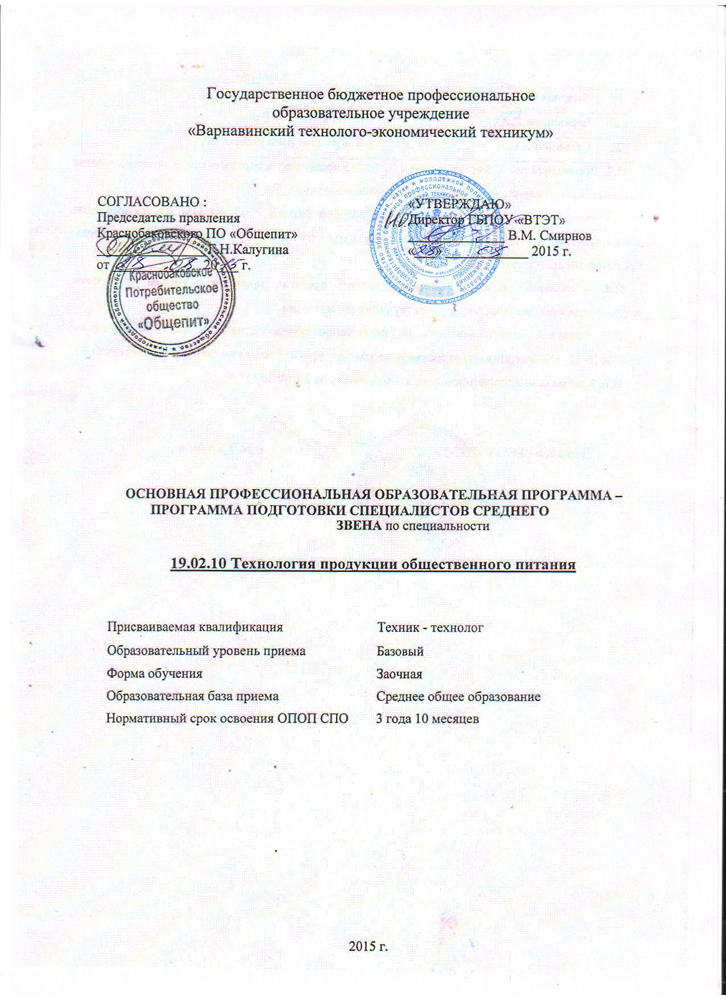 Государственное бюджетное профессиональное
образовательное учреждение
«Варнавинский технолого-экономический техникум»
СОГЛАСОВАНО :
Председатель правления
Краснобаковского ПО «Общепит»
Н.Калугина
от 28 08 2015 г.
Краснобаковское
Потребительское
общество
«Общепит»
«УТВЕРЖДАЮ»
И.О. Директор ГБПОУ «ВТЭТ»
В.М. Смирнов
«28» 08 2015 г.
ОСНОВНАЯ ПРОФЕССИОНАЛЬНАЯ ОБРАЗОВАТЕЛЬНАЯ ПРОГРАММА –
ПРОГРАММА ПОДГОТОВКИ СПЕЦИАЛИСТОВ СРЕДНЕГО
ЗВЕНА по специальности
19.02.10 Технология продукции общественного питания
Присваиваемая квалификация Техник - технолог
Образовательный уровень приема Базовый
Форма обучения Заочная
Образовательная база приема Среднее общее образование
Нормативный срок освоения ОПОП СПО 3 года 10 месяцев
2015 г.